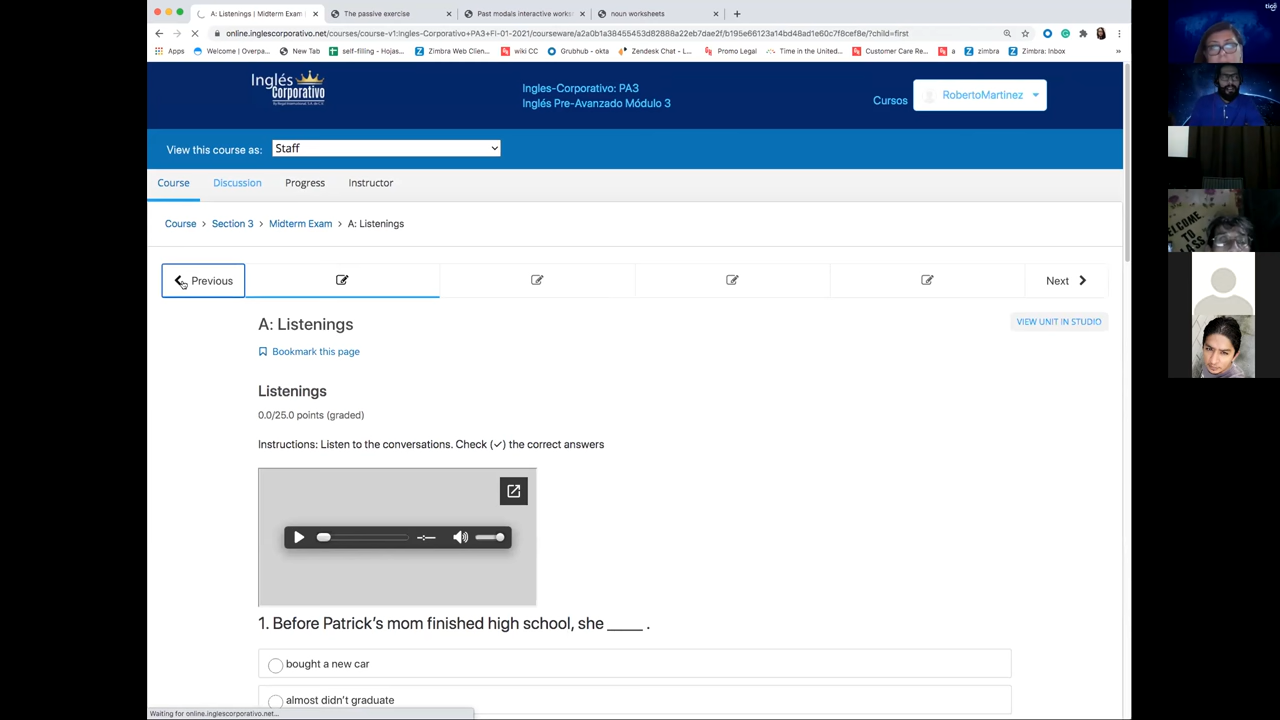 A: Listenings | Midterm Exam
The passive exercise
Past modals interactive works
noun worksheets
online.inglescorporativo.net/courses/course-v1:Ingles-Corporativo+PA3+FI-01-2021/courseware/a2a0b1a38455453d82888a22eb7dae2f/b195e66123a14bd48ad1e60c7f8cef8e/?child=first
Apps
Welcome | Overpa...
New Tab
self-filling - Hojas...
Zimbra Web Clien...
wiki CC
Grubhub - okta
Zendesk Chat - L...
Promo Legal
Time in the United...
Customer Care Re...
a
zimbra
Zimbra: Inbox
»
Inglés
Corporativo
Ingles-Corporativo: PA3
Inglés Pre-Avanzado Módulo 3
Cursos
RobertoMartinez
View this course as:
Staff
Course
Discussion
Progress
Instructor
Course > Section 3 > Midterm Exam > A: Listenings
Previous
Next
A: Listenings
VIEW UNIT IN STUDIO
Bookmark this page
Listenings
0.0/25.0 points (graded)
Instructions: Listen to the conversations. Check (✓) the correct answers
-:--
1. Before Patrick's mom finished high school, she ____ .
bought a new car
almost didn't graduate
Waiting for online.inglescorporativo.net...
tigo
WELCOME
TO
CLASS